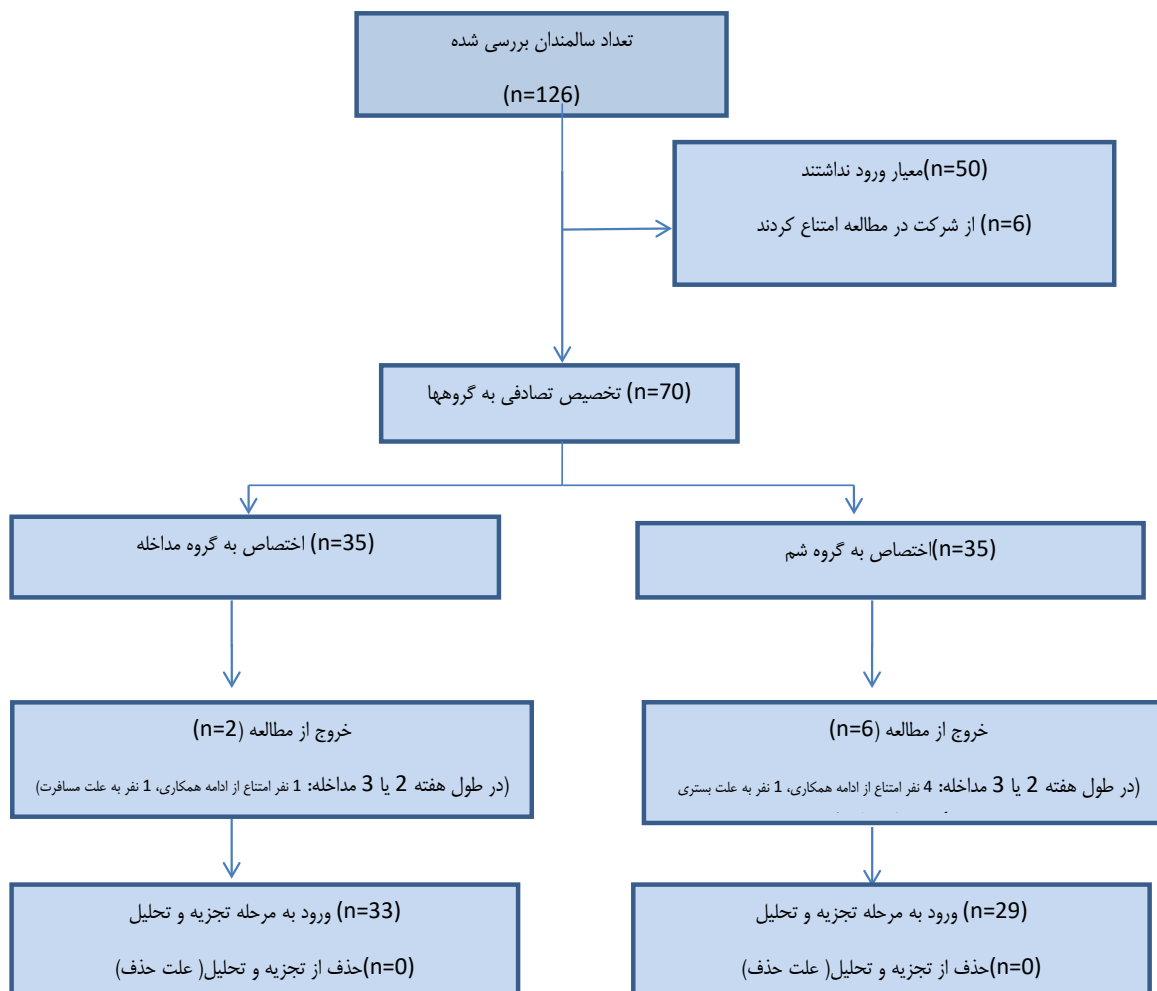 تعداد سالمندان بررسی شده
(n=126)
(n=50)معیار ورود نداشتند
(n=6) از شرکت در مطالعه امتناع کردند
(n=70) تخصیص تصادفی به گروهها
(n=35)اختصاص به گروه شم
(n=35) اختصاص به گروه مداخله
خروج از مطالعه (n=6)
(در طول هفته 2 یا 3 مداخله: 4 نفر امتناع از ادامه همکاری، 1 نفر به علت بستری
خروج از مطالعه (n=2)
(در طول هفته 2 یا 3 مداخله: 1 نفر امتناع از ادامه همکاری، 1 نفر به علت مسافرت)
(n=29) ورود به مرحله تجزیه و تحلیل
(n=0)حذف از تجزیه و تحلیل( علت حذف)
(n=33) ورود به مرحله تجزیه و تحلیل
(n=0)حذف از تجزیه و تحلیل( علت حذف)